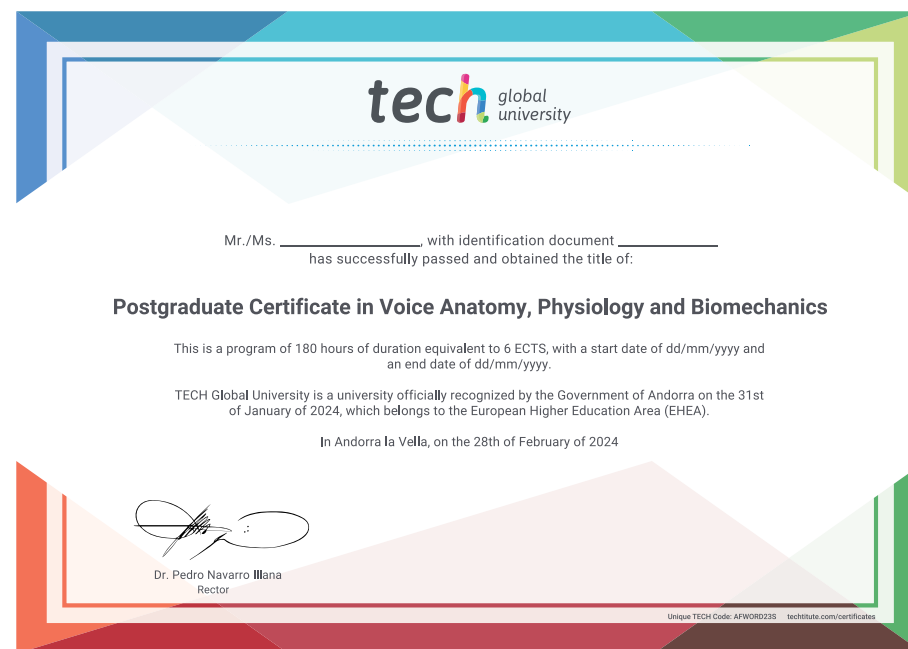 tech global
university
Mr./Ms. ____________________, with identification document ______________
has successfully passed and obtained the title of:
Postgraduate Certificate in Voice Anatomy, Physiology and Biomechanics
This is a program of 180 hours of duration equivalent to 6 ECTS, with a start date of dd/mm/yyyy and
an end date of dd/mm/yyyy.
TECH Global University is a university officially recognized by the Government of Andorra on the 31st
of January of 2024, which belongs to the European Higher Education Area (EHEA).
In Andorra la Vella, on the 28th of February of 2024
Dr. Pedro Navarro Illana
Rector
Unique TECH Code: AFWORD23S techtitute.com/certificates